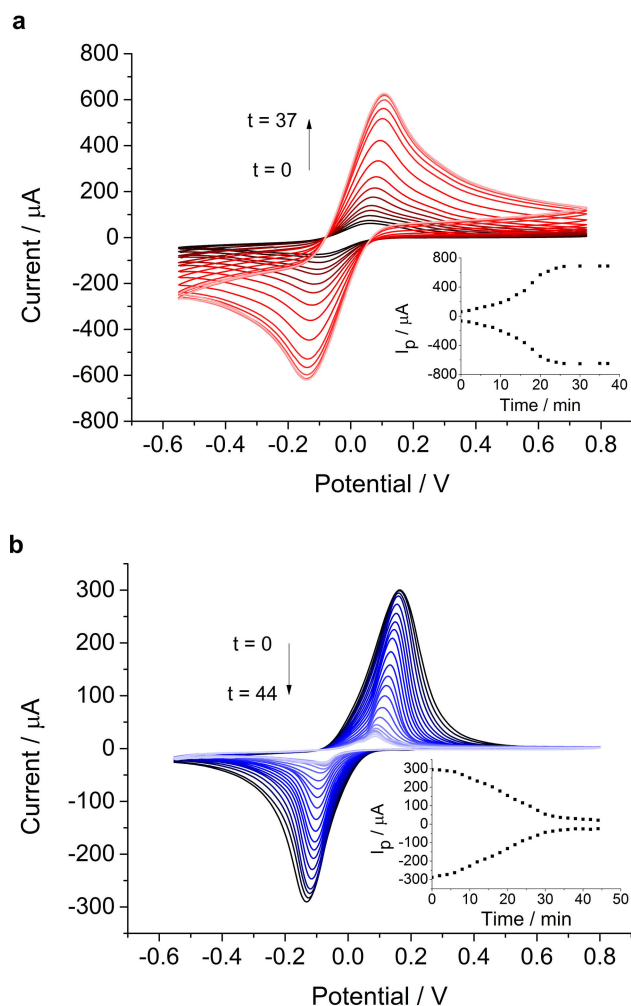 a
800
600
400
200
0
-200
-400
-600
-800
Current / μA
t = 37
t = 0
-0.6 -0.4 -0.2 0.0 0.2 0.4 0.6 0.8
Potential / V
800
400
0
-400
-800
Ip / μA
0 10 20 30 40
Time / min
b
300
200
100
0
-100
-200
-300
Current / μA
t = 0
t = 44
-0.6 -0.4 -0.2 0.0 0.2 0.4 0.6 0.8
Potential / V
300
200
100
0
-100
-200
-300
Ip / μA
0 10 20 30 40 50
Time / min